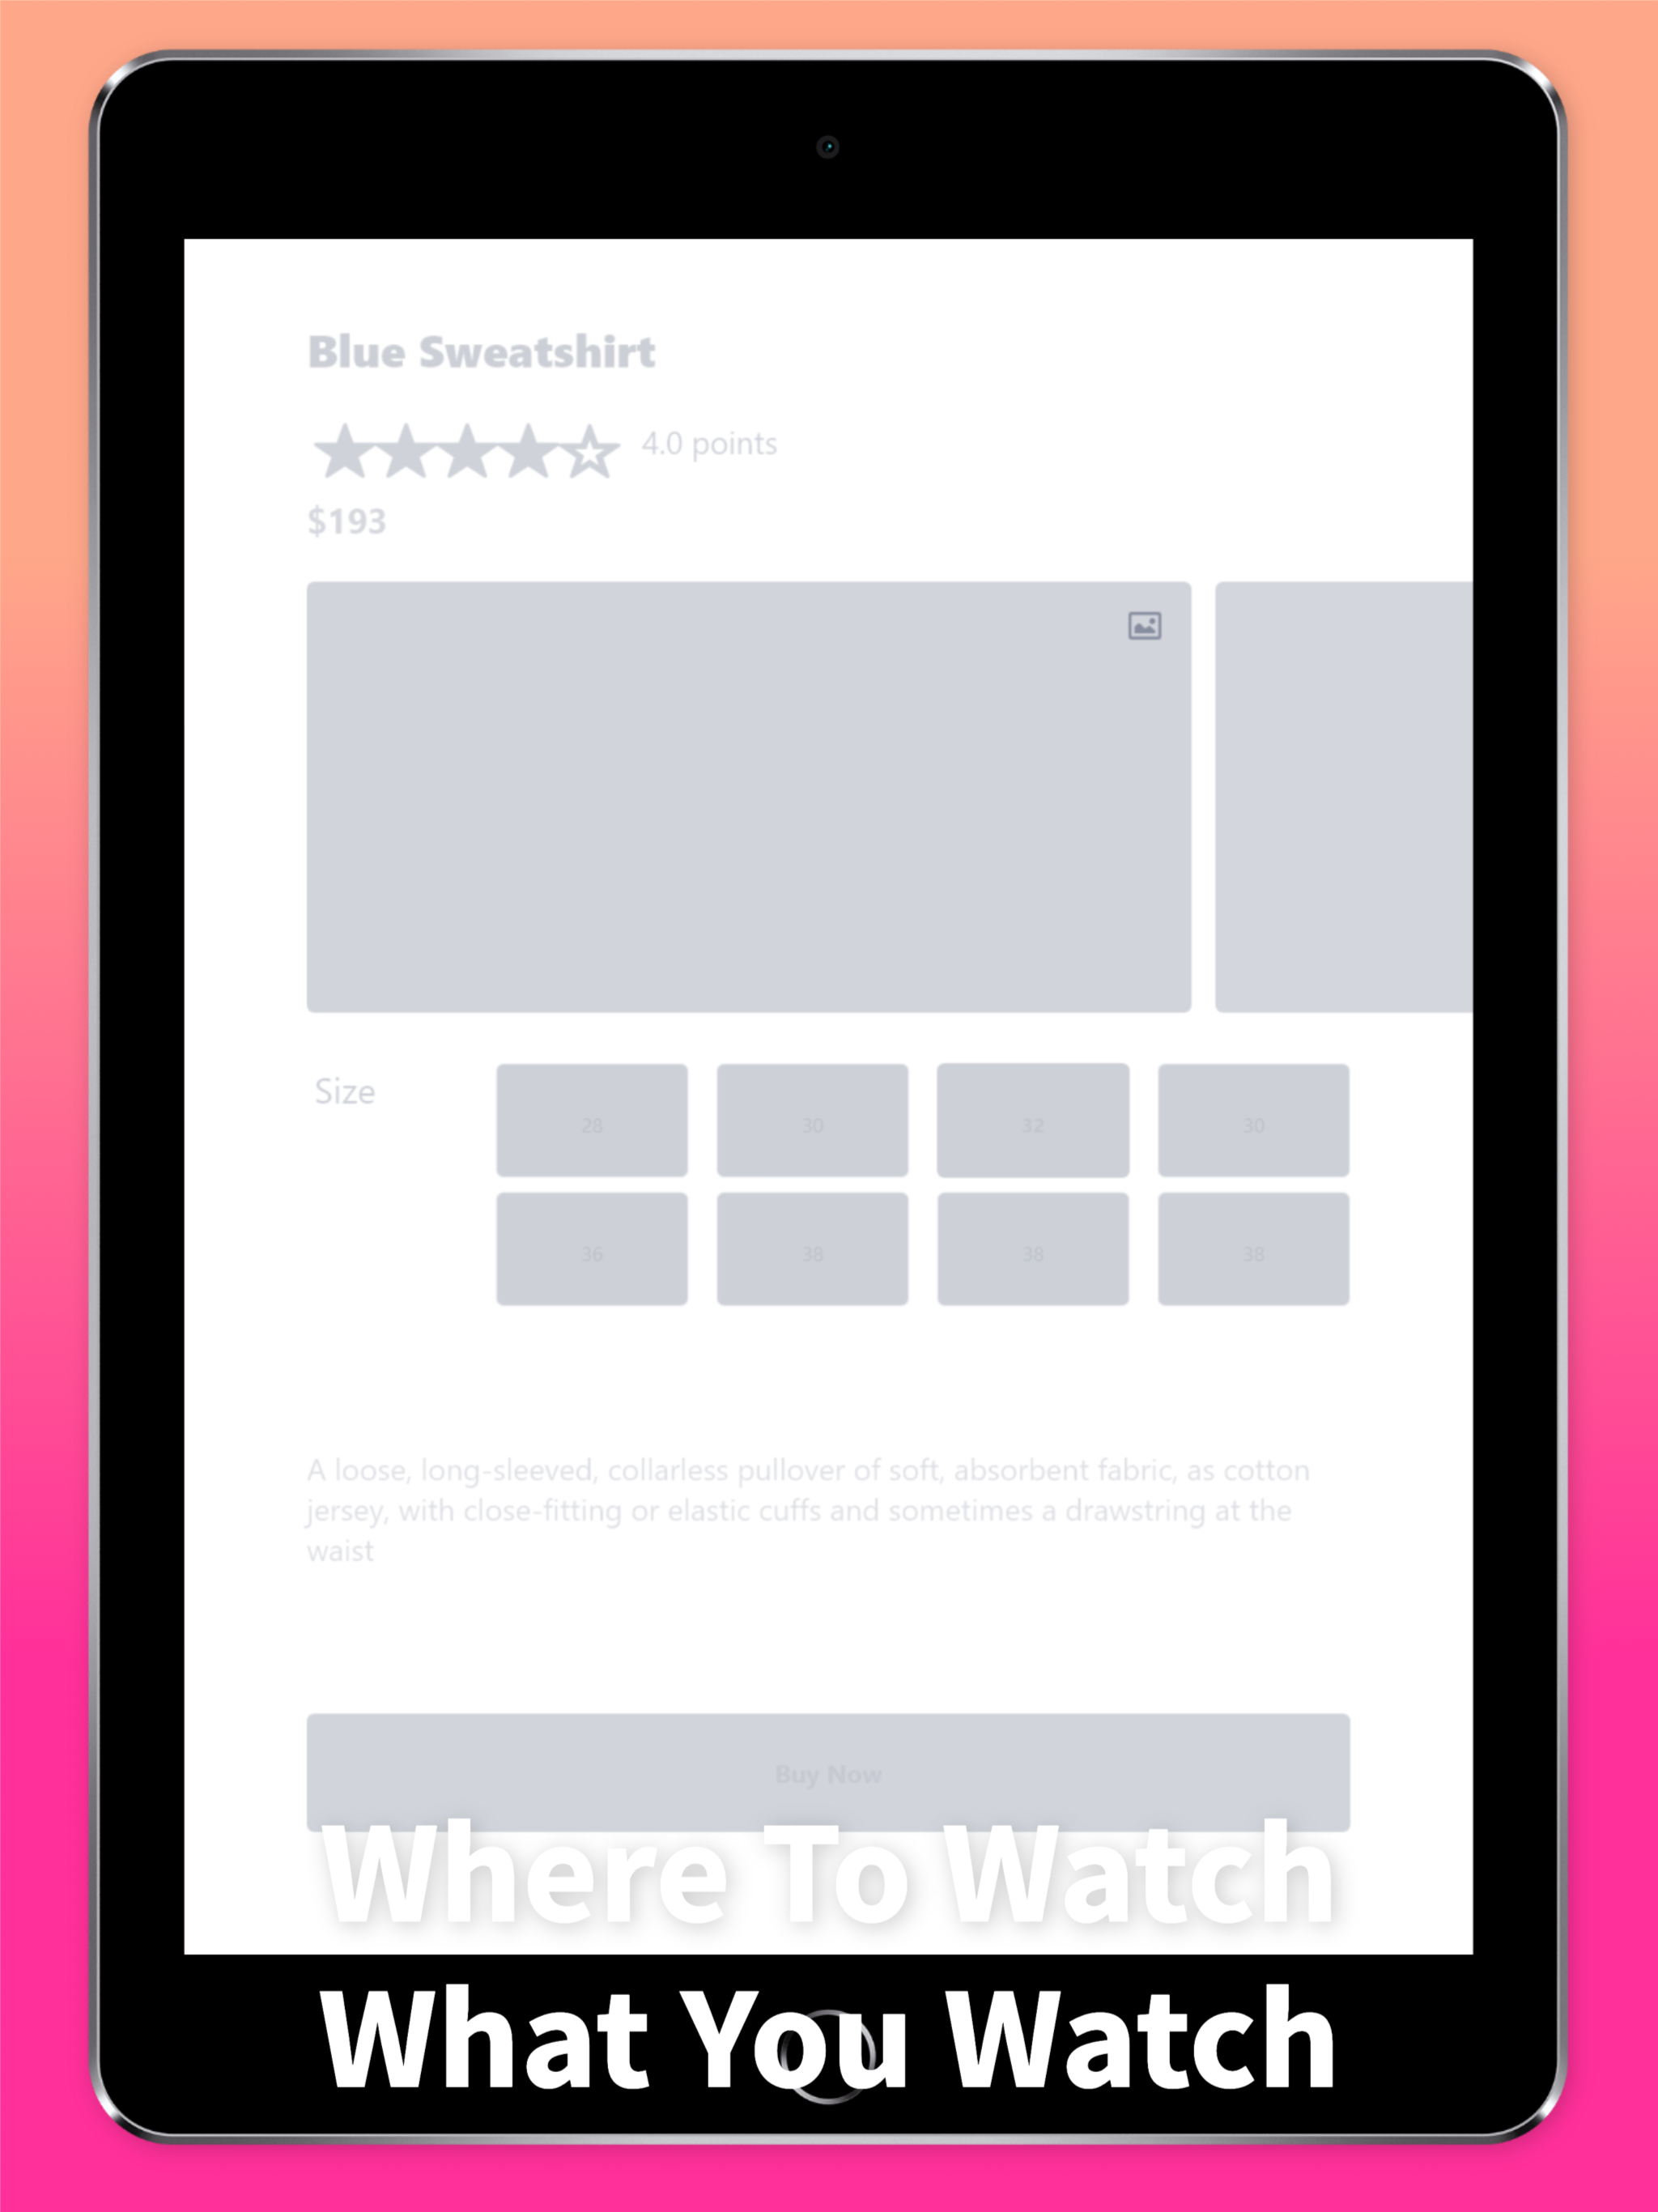 Blue Sweatshirt
4.0 points
$193
Size
28 30 32 30
36 38 38 38
A loose, long-sleeved, collarless pullover of soft, absorbent fabric, as cotton
jersey, with close-fitting or elastic cuffs and sometimes a drawstring at the
waist
Buy Now
Where To Watch
What You Watch